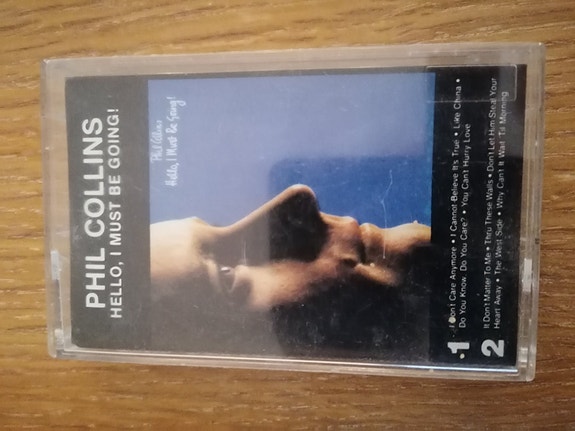 PHIL COLLINS
HELLO, I MUST BE GOING!
Phil Collins
Hello, I Must Be Going!
1
I Don't Care Anymore • I Cannot Believe It's True • Like China •
Do You Know, Do You Care? • You Can't Hurry Love
2
It Don't Matter To Me • Thru These Walls • Don't Let Him Steal Your
Heart Away • The West Side • Why Can't It Wait 'Til Morning